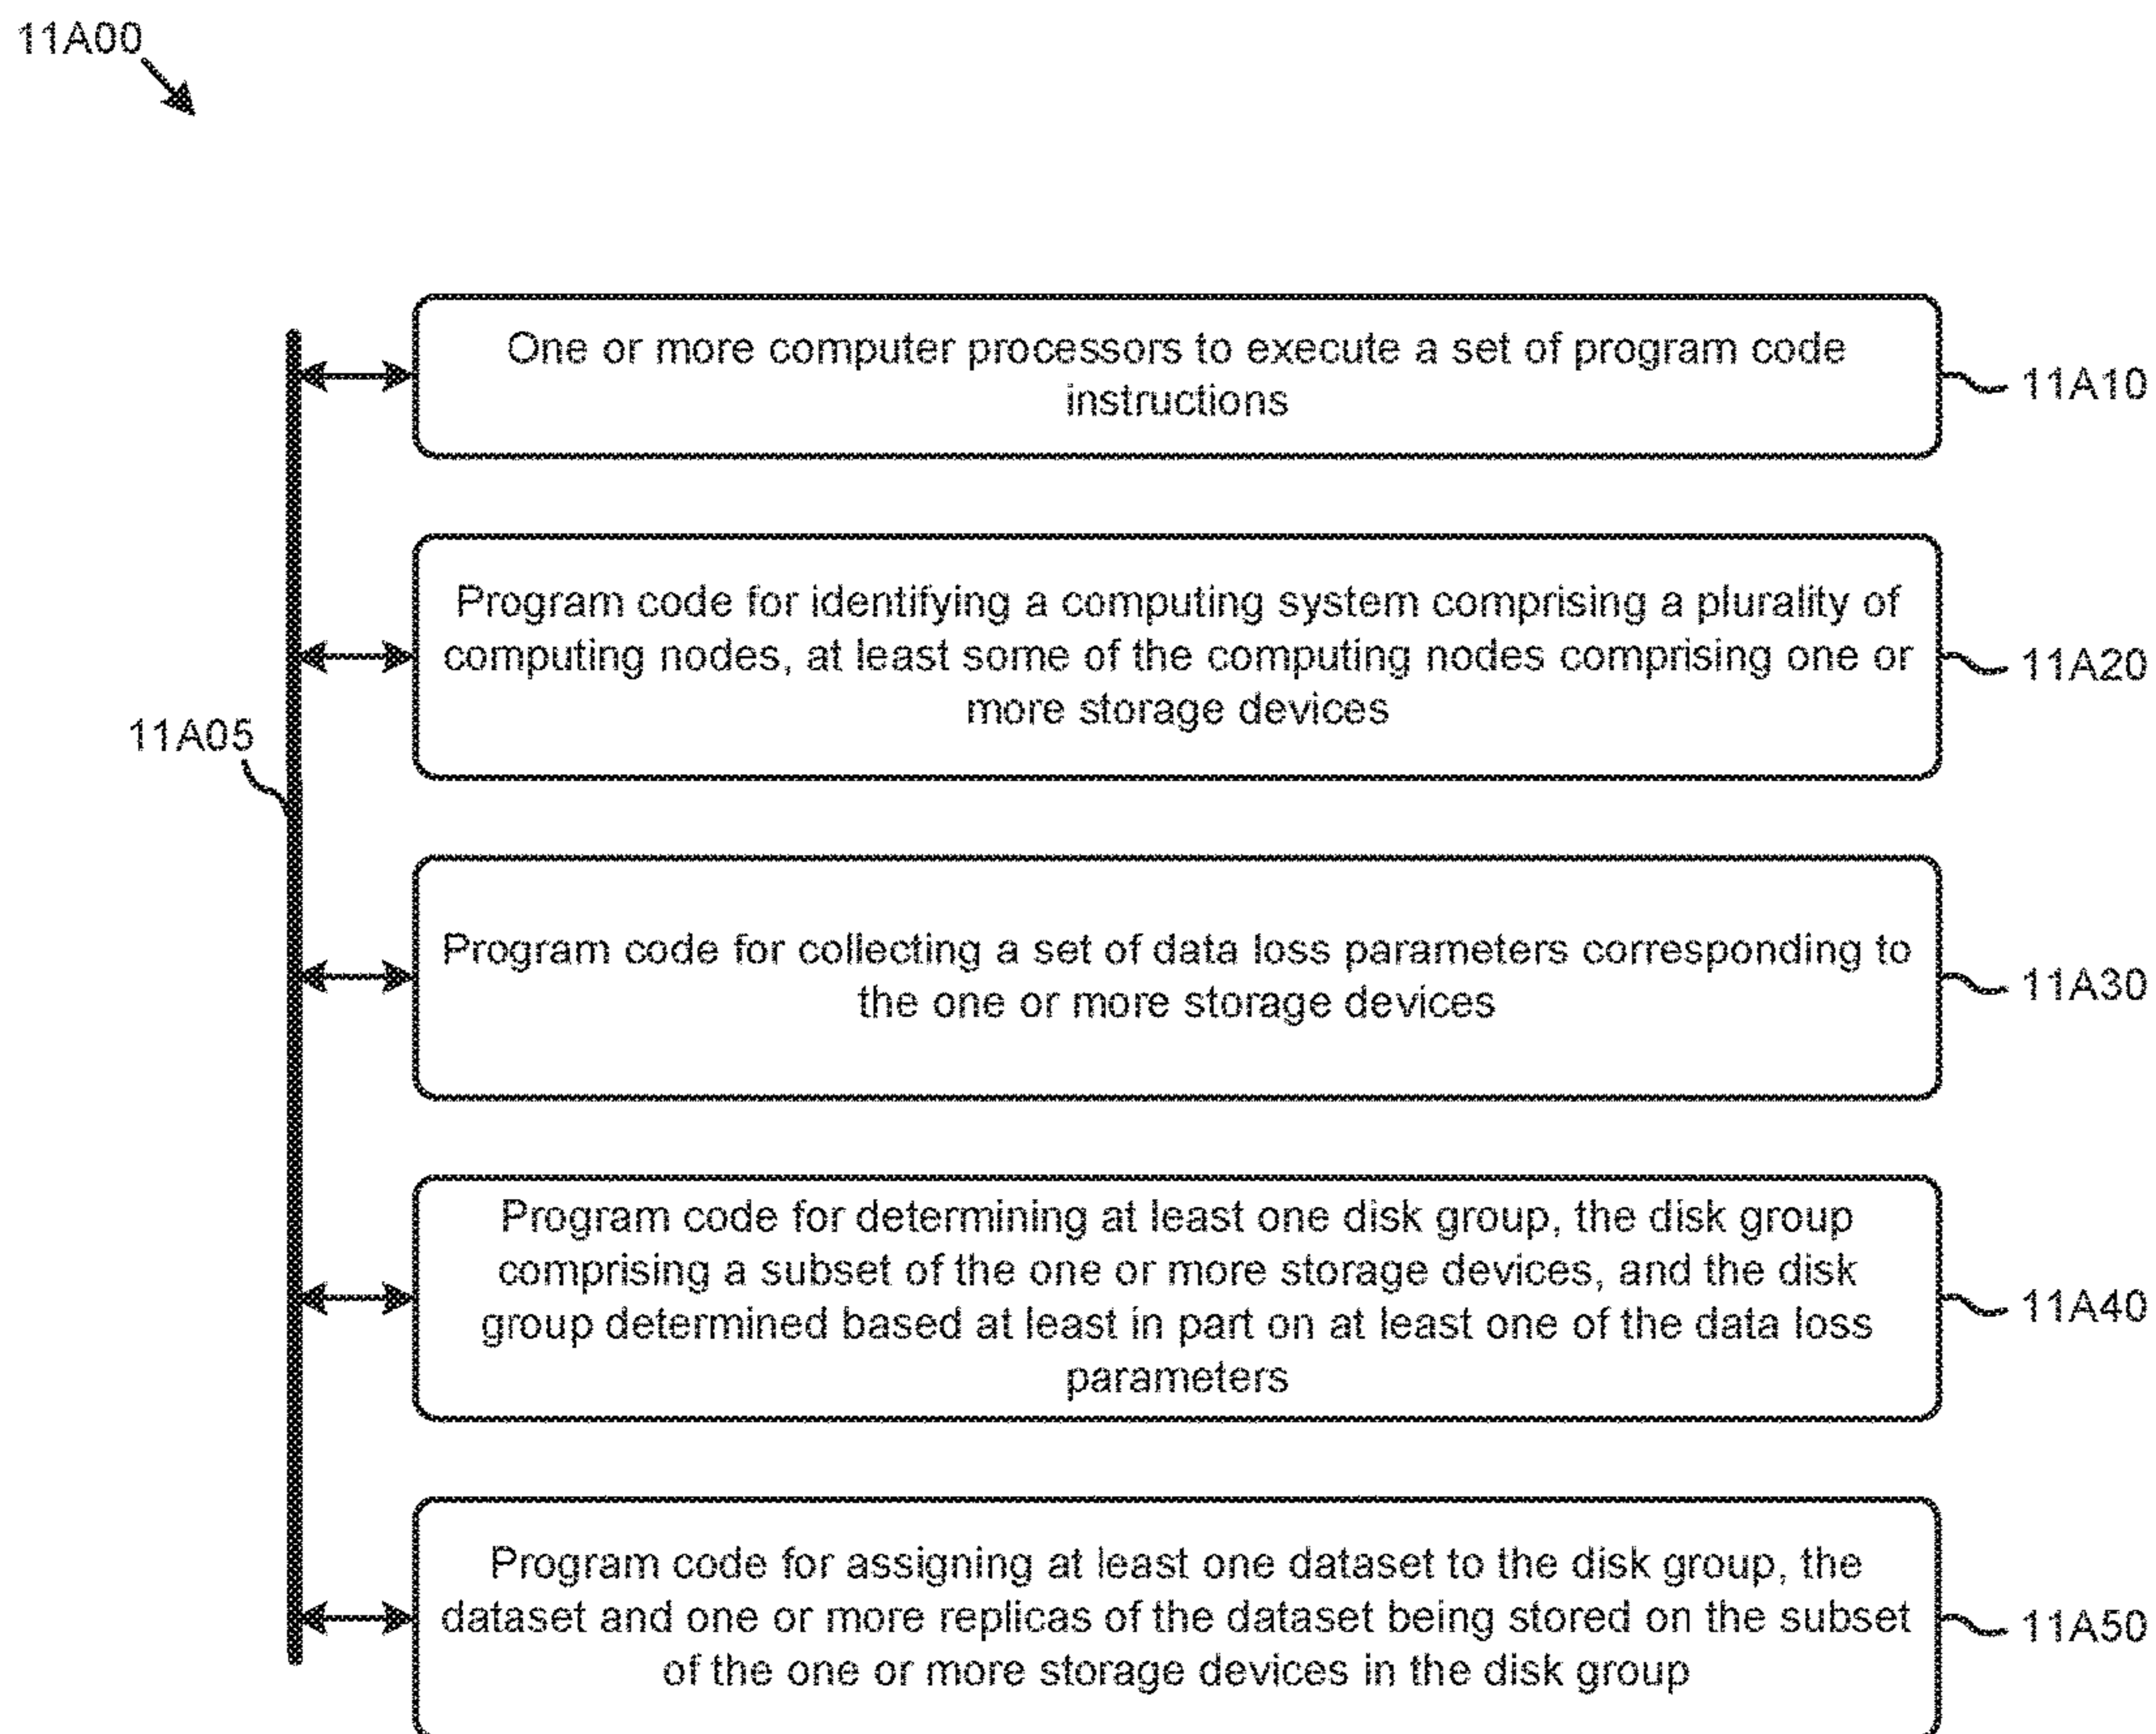 11A00
One or more computer processors to execute a set of program code
instructions
11A10
Program code for identifying a computing system comprising a plurality of
computing nodes, at least some of the computing nodes comprising one or
more storage devices
11A20
11A05
Program code for collecting a set of data loss parameters corresponding to
the one or more storage devices
11A30
Program code for determining at least one disk group, the disk group
comprising a subset of the one or more storage devices, and the disk
group determined based at least in part on at least one of the data loss
parameters
11A40
Program code for assigning at least one dataset to the disk group, the
dataset and one or more replicas of the dataset being stored on the subset
of the one or more storage devices in the disk group
11A50